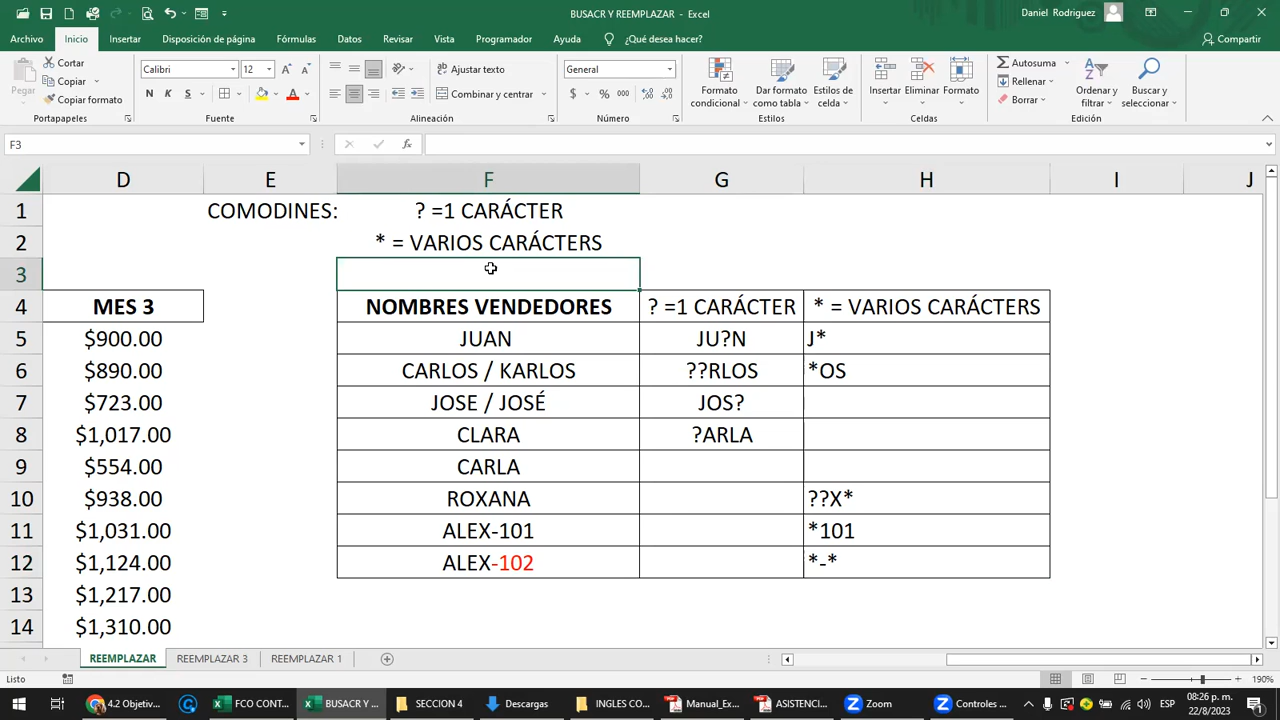 BUSACR Y REEMPLAZAR - Excel
Daniel Rodriguez
Archivo Inicio Insertar Disposición de página Fórmulas Datos Revisar Vista Programador Ayuda ¿Qué desea hacer? Compartir
Pegar
Cortar
Copiar
Copiar formato
Portapapeles
Calibri 12
N K S
Fuente
Ajustar texto
Combinar y centrar
Alineación
General
$ % 000
Número
Formato condicional
Dar formato como tabla
Estilos de celda
Estilos
Insertar
Eliminar
Formato
Celdas
Autosuma
Rellenar
Borrar
Ordenar y filtrar
Buscar y seleccionar
Edición
F3 fx
D E F G H I J
1 COMODINES: ? =1 CARÁCTER
2 * = VARIOS CARÁCTERS
3
4 MES 3 NOMBRES VENDEDORES ? =1 CARÁCTER * = VARIOS CARÁCTERS
5 $900.00 JUAN JU?N J*
6 $890.00 CARLOS / KARLOS ??RLOS *OS
7 $723.00 JOSE / JOSÉ JOS?
8 $1,017.00 CLARA ?ARLA
9 $554.00 CARLA
10 $938.00 ROXANA ??X*
11 $1,031.00 ALEX-101 *101
12 $1,124.00 ALEX-102 *-*
13 $1,217.00
14 $1,310.00
REEMPLAZAR REEMPLAZAR 3 REEMPLAZAR 1
Listo
190%
4.2 Objetiv... FCO CONT... BUSACR Y ... SECCION 4 Descargas INGLES CO... Manual_Ex... ASISTENCI... Zoom Controles ... ESP
08:26 p. m.
22/8/2023